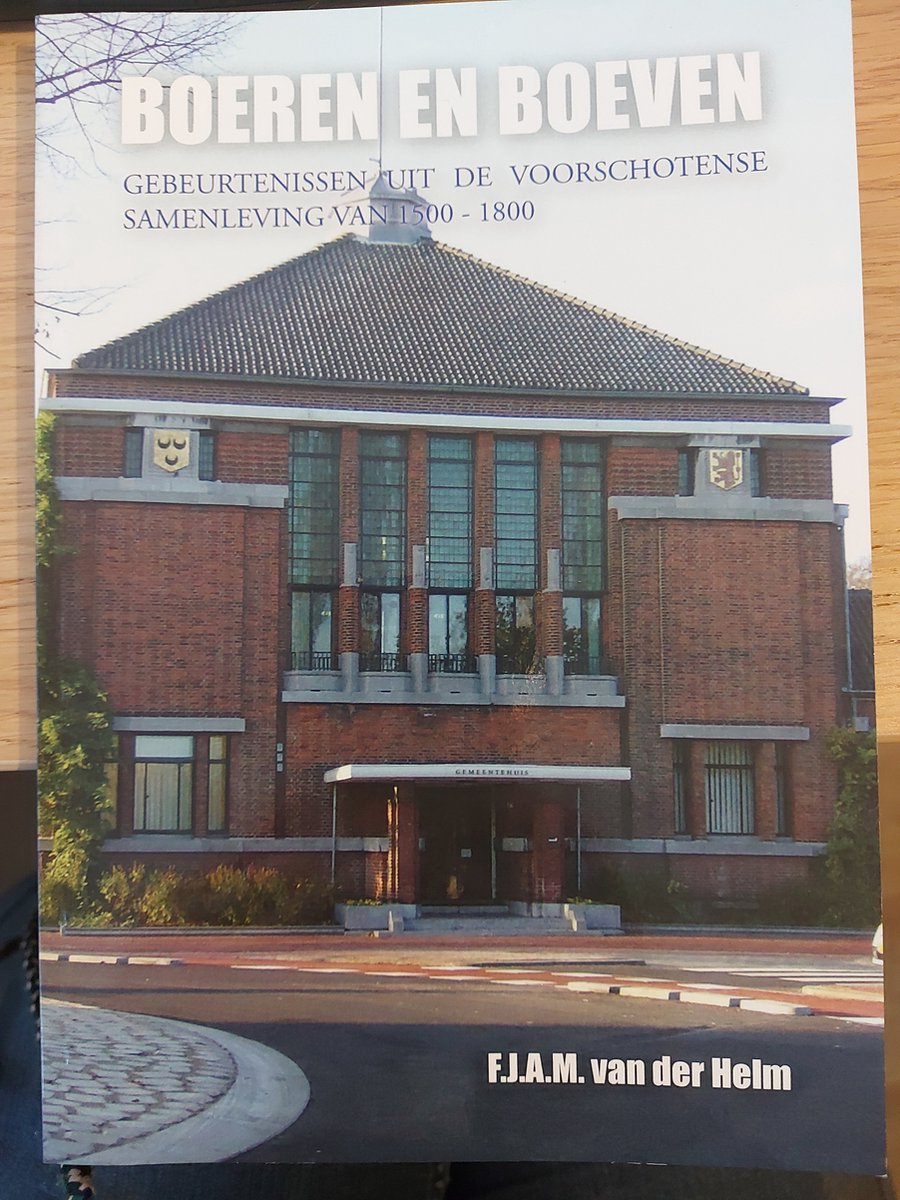 BOEREN EN BOEVEN
GEBEURTENISSEN UIT DE VOORSCHOTENSE
SAMENLEVING VAN 1500 - 1800
GEMEENTEHUIS
F.J.A.M. van der Helm